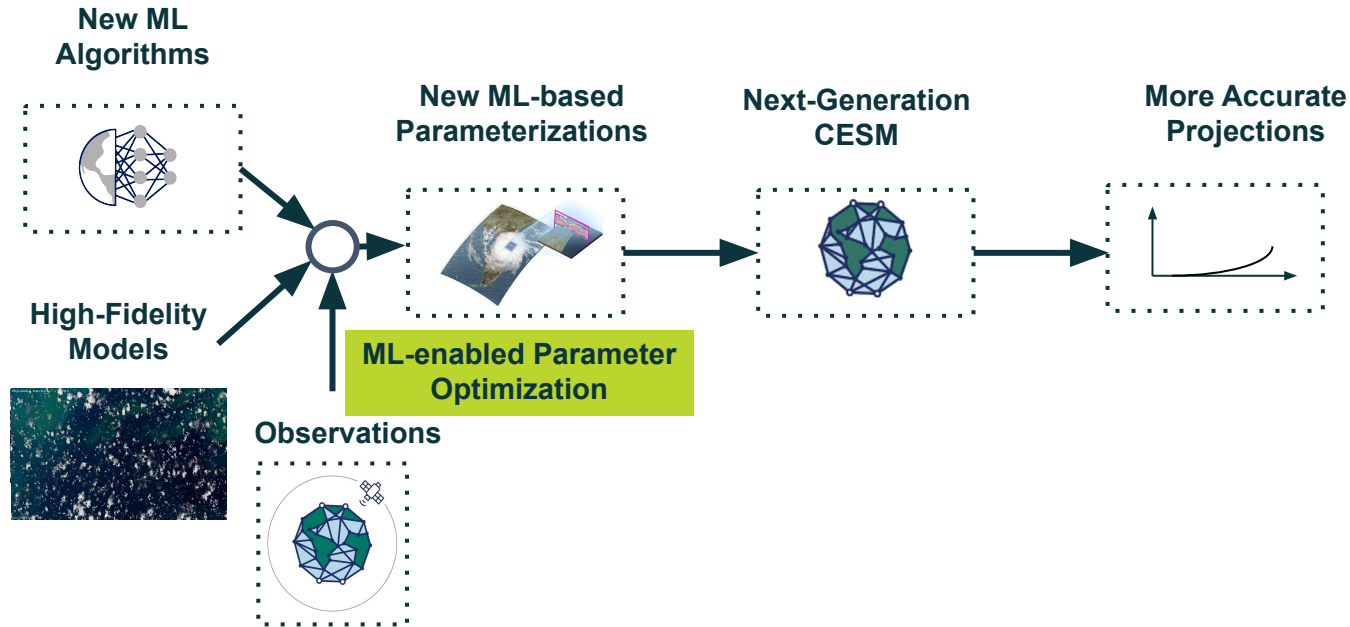 New ML
Algorithms
New ML-based
Parameterizations
Next-Generation
CESM
More Accurate
Projections
High-Fidelity
Models
ML-enabled Parameter
Optimization
Observations